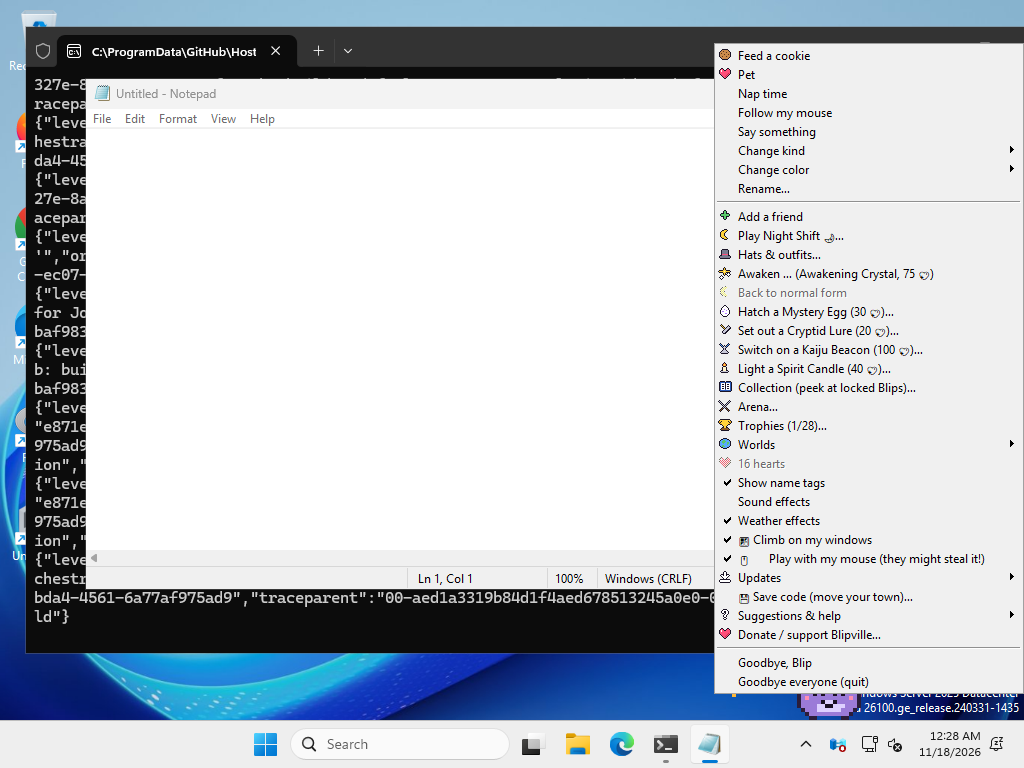 C:\ProgramData\GitHub\Host
327e-8
racepa
{"leve
hestra
da4-45
{"leve
27e-8a
acepar
{"leve
'","or
-ec07-
{"leve
for Jo
baf983
{"leve
b: bui
baf983
{"leve
"e871e
975ad9
ion","
{"leve
"e871e
975ad9
ion","
{"leve
chestr
bda4-4561-6a77af975ad9","traceparent":"00-aed1a3319b84d1f4aed678513245a0e0-0
ld"}
Untitled - Notepad
File Edit Format View Help
Ln 1, Col 1 100% Windows (CRLF)
Feed a cookie
Pet
Nap time
Follow my mouse
Say something
Change kind
Change color
Rename...
Add a friend
Play Night Shift 🌙...
Hats & outfits...
Awaken ... (Awakening Crystal, 75 )
Back to normal form
Hatch a Mystery Egg (30 )...
Set out a Cryptid Lure (20 )...
Switch on a Kaiju Beacon (100 )...
Light a Spirit Candle (40 )...
Collection (peek at locked Blips)...
Arena...
Trophies (1/28)...
Worlds
16 hearts
Show name tags
Sound effects
Weather effects
Climb on my windows
Play with my mouse (they might steal it!)
Updates
Save code (move your town)...
Suggestions & help
Donate / support Blipville...
Goodbye, Blip
Goodbye everyone (quit)
ndows Server 2025 Datacenter
26100.ge_release.240331-1435
Search
12:28 AM
11/18/2026